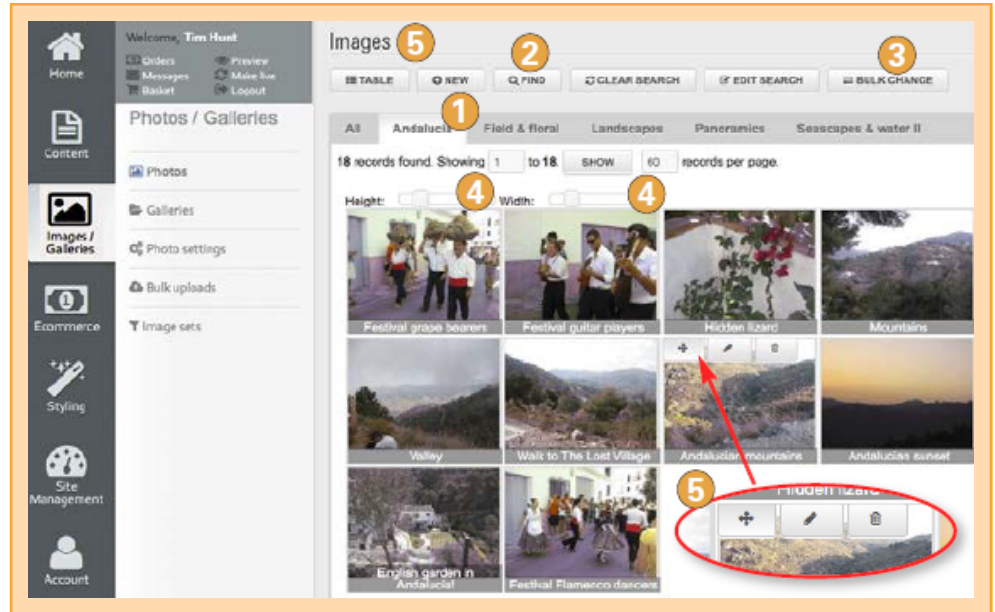 Home
Content
Images /
Galleries
Ecommerce
Styling
Site
Management
Account
Welcome, Tim Hunt
Orders
Preview
Messages
Make live
Basket
Logout
Photos / Galleries
Photos
Galleries
Photo settings
Bulk uploads
Image sets
Images 5
2
3
TABLE
NEW
FIND
CLEAR SEARCH
EDIT SEARCH
BULK CHANGE
1
All
Andalucia
Field & floral
Landscapes
Panoramics
Seascapes & water II
18 records found. Showing 1 to 18. SHOW 60 records per page.
Height: 4 Width: 4
Festival grape bearers
Festival guitar players
Hidden lizard
Mountains
Valley
Walk to The Lost Village
Andalucian mountains
Andalucian sunset
5
Hidden lizard
English garden in
Andalucia!
Festival Flamenco dancers